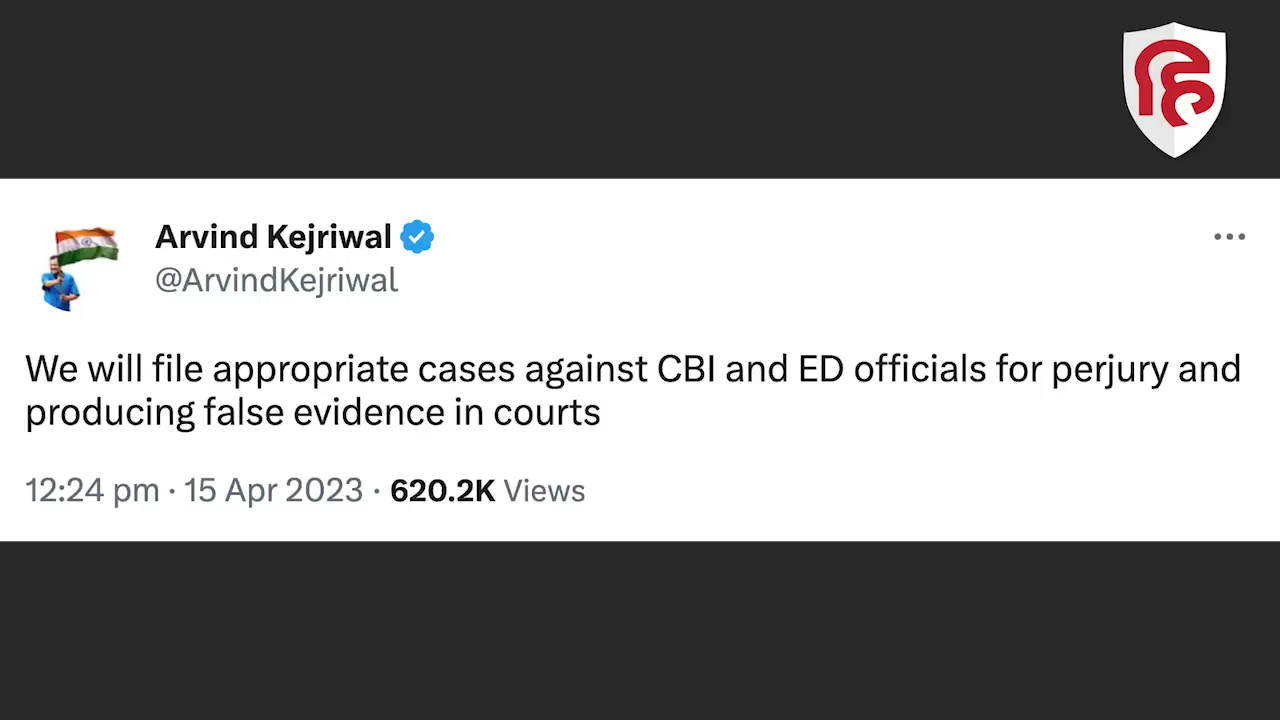 Arvind Kejriwal
@ArvindKejriwal
We will file appropriate cases against CBI and ED officials for perjury and
producing false evidence in courts
12:24 pm · 15 Apr 2023 · 620.2K Views